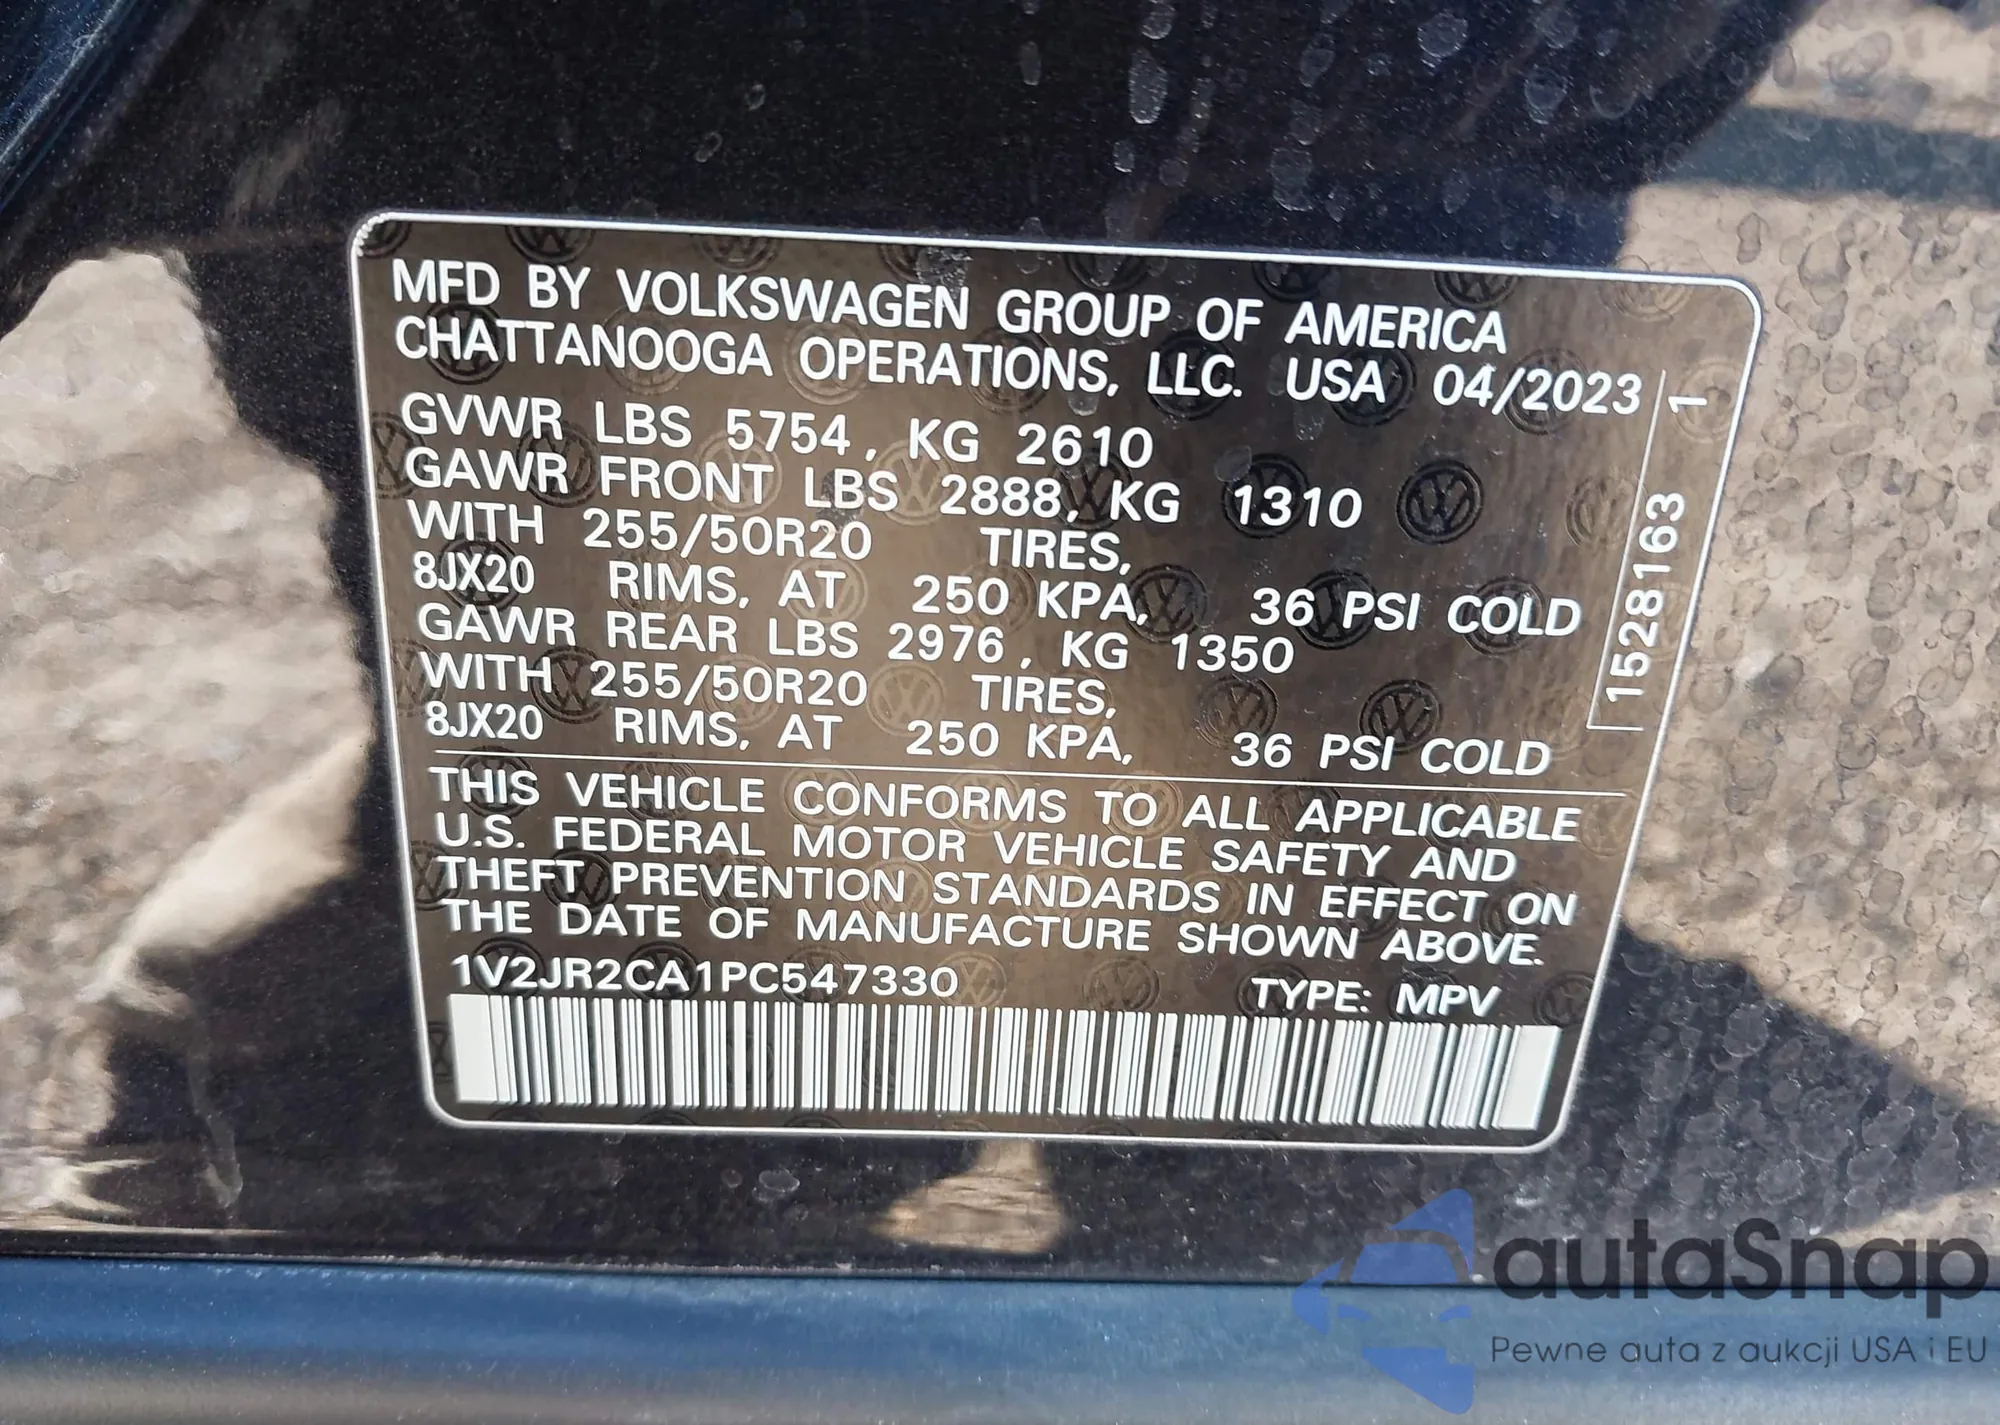 MFD BY VOLKSWAGEN GROUP OF AMERICA
CHATTANOOGA OPERATIONS, LLC. USA 04/2023
GVWR LBS 5754, KG 2610
GAWR FRONT LBS 2888, KG 1310
WITH 255/50R20 TIRES,
8JX20 RIMS, AT 250 KPA, 36 PSI COLD
GAWR REAR LBS 2976, KG 1350
WITH 255/50R20 TIRES,
8JX20 RIMS, AT 250 KPA, 36 PSI COLD
1528163 1
THIS VEHICLE CONFORMS TO ALL APPLICABLE
U.S. FEDERAL MOTOR VEHICLE SAFETY AND
THEFT PREVENTION STANDARDS IN EFFECT ON
THE DATE OF MANUFACTURE SHOWN ABOVE.
1V2JR2CA1PC547330 TYPE: MPV
autaSnap
Pewne auta z aukcji USA i EU